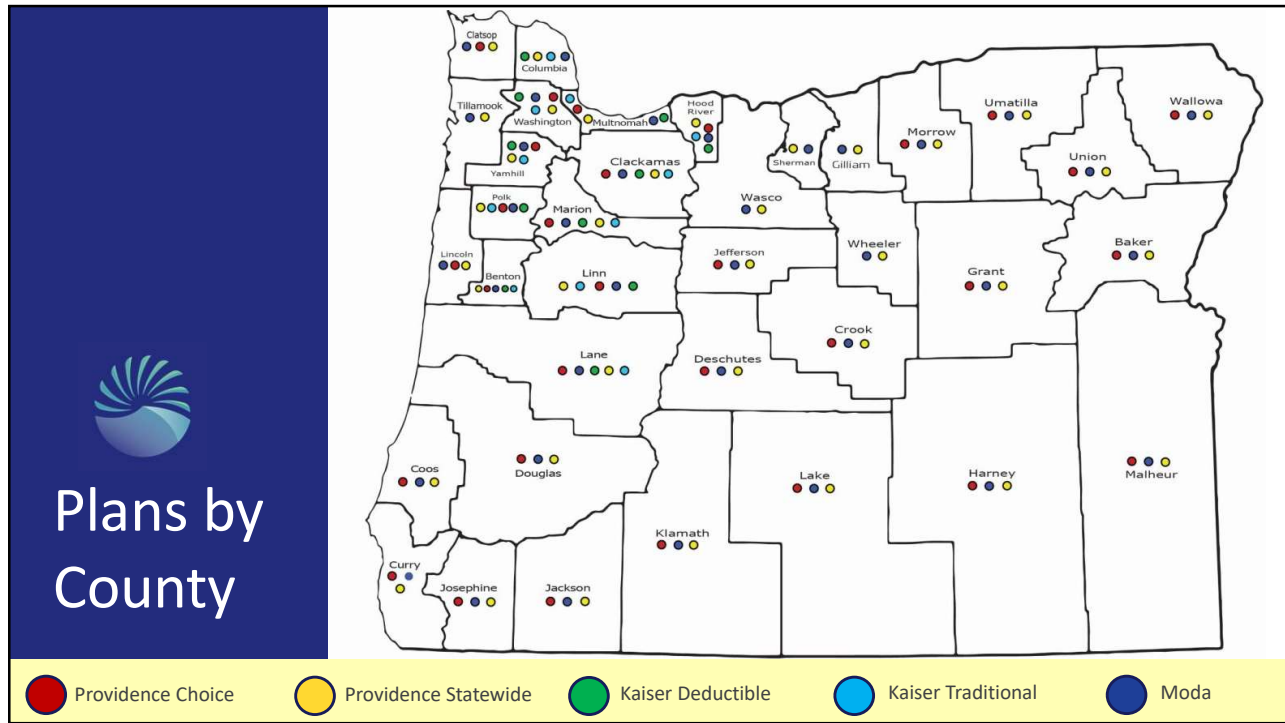 Plans by
County
Clatsop
Columbia
Tillamook
Washington
Multnomah
Hood
River
Sherman
Gilliam
Morrow
Umatilla
Union
Wallowa
Yamhill
Clackamas
Wasco
Polk
Marion
Lincoln
Benton
Linn
Jefferson
Wheeler
Grant
Baker
Lane
Deschutes
Crook
Coos
Douglas
Lake
Harney
Malheur
Klamath
Curry
Josephine
Jackson
Providence Choice
Providence Statewide
Kaiser Deductible
Kaiser Traditional
Moda